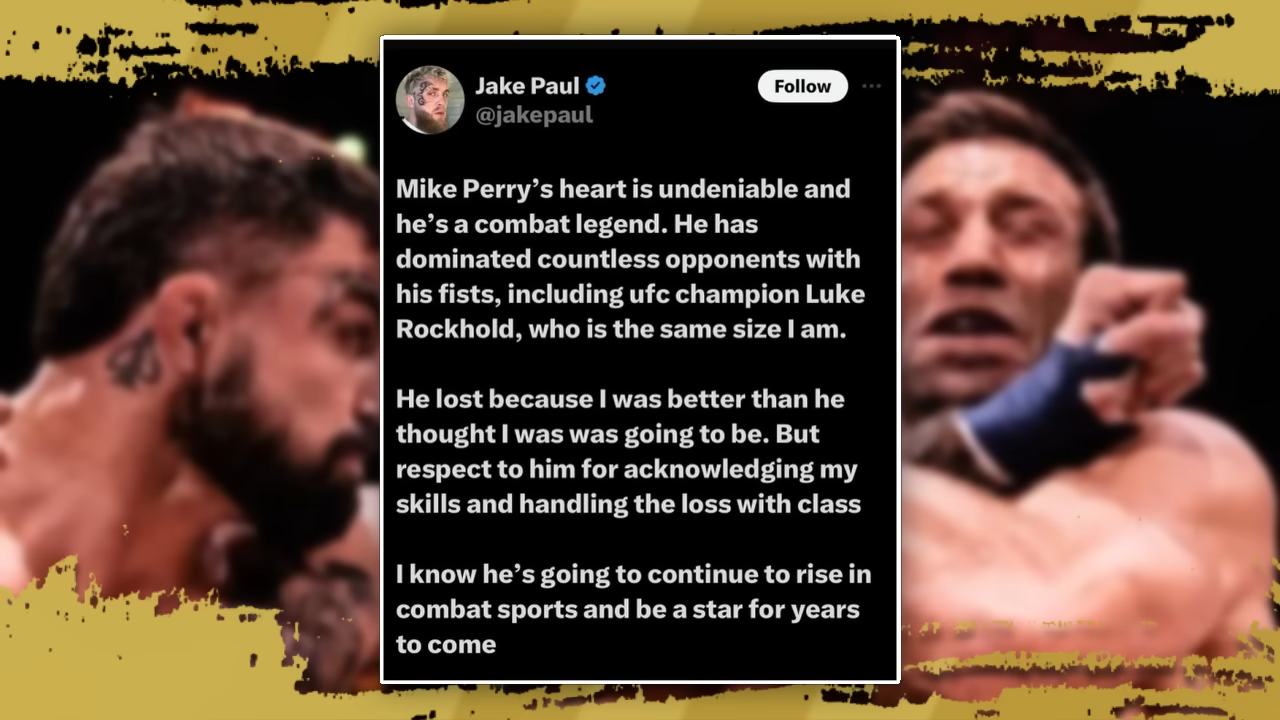 Jake Paul
@jakepaul
Follow
Mike Perry’s heart is undeniable and
he’s a combat legend. He has
dominated countless opponents with
his fists, including ufc champion Luke
Rockhold, who is the same size I am.
He lost because I was better than he
thought I was was going to be. But
respect to him for acknowledging my
skills and handling the loss with class
I know he’s going to continue to rise in
combat sports and be a star for years
to come